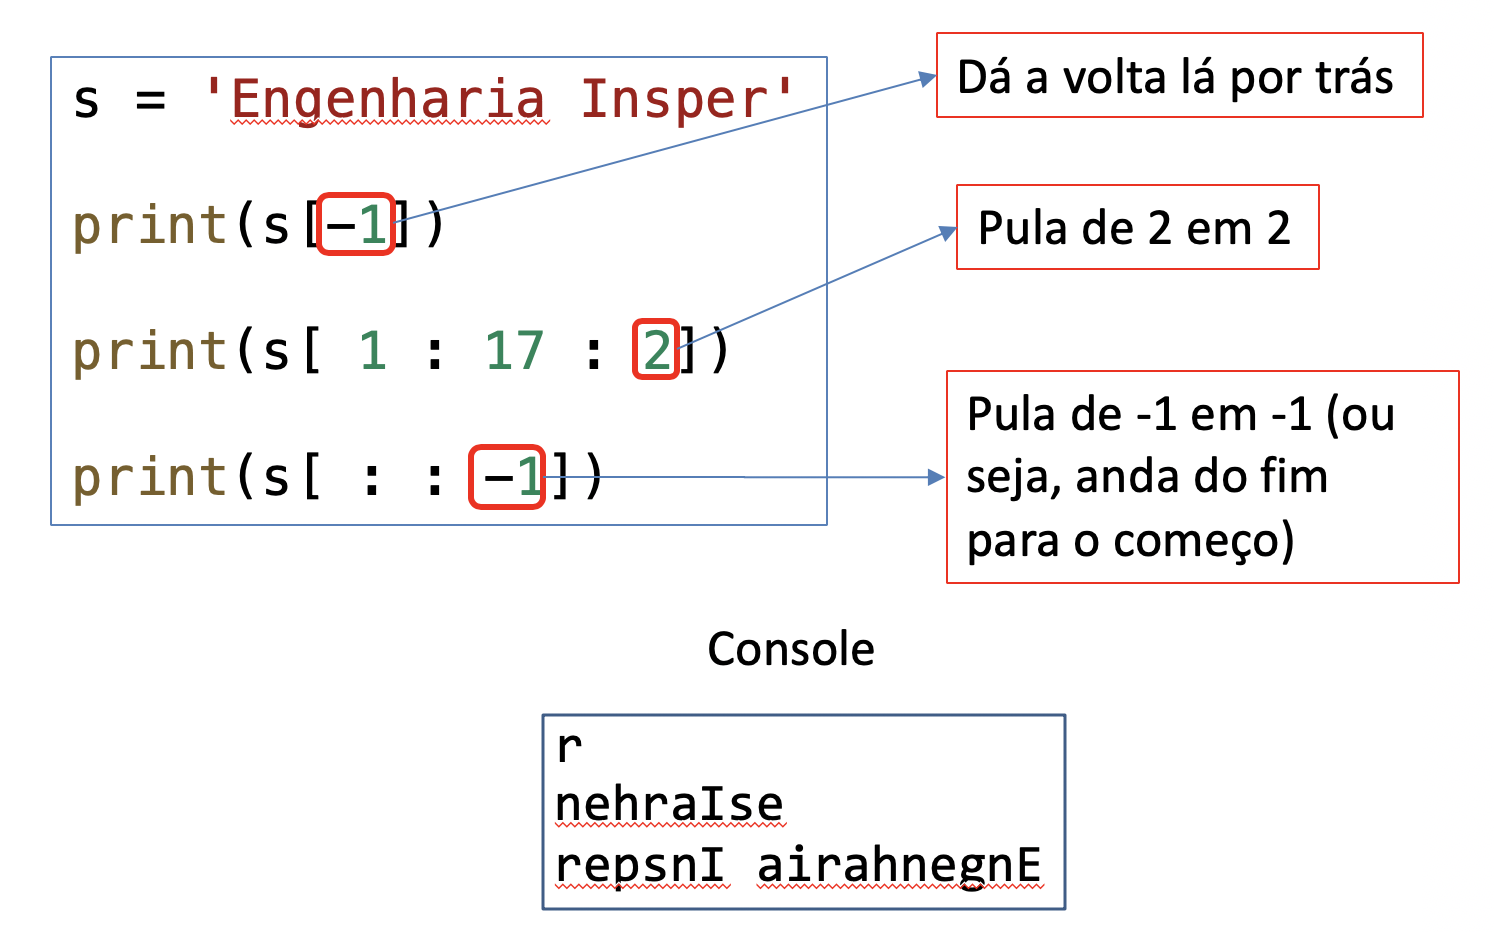 s = 'Engenharia Insper'
print(s[-1])
print(s[ 1 : 17 : 2])
print(s[ : : -1])
Dá a volta lá por trás
Pula de 2 em 2
Pula de -1 em -1 (ou
seja, anda do fim
para o começo)
Console
r
nehraIse
repsnI airahnegnE